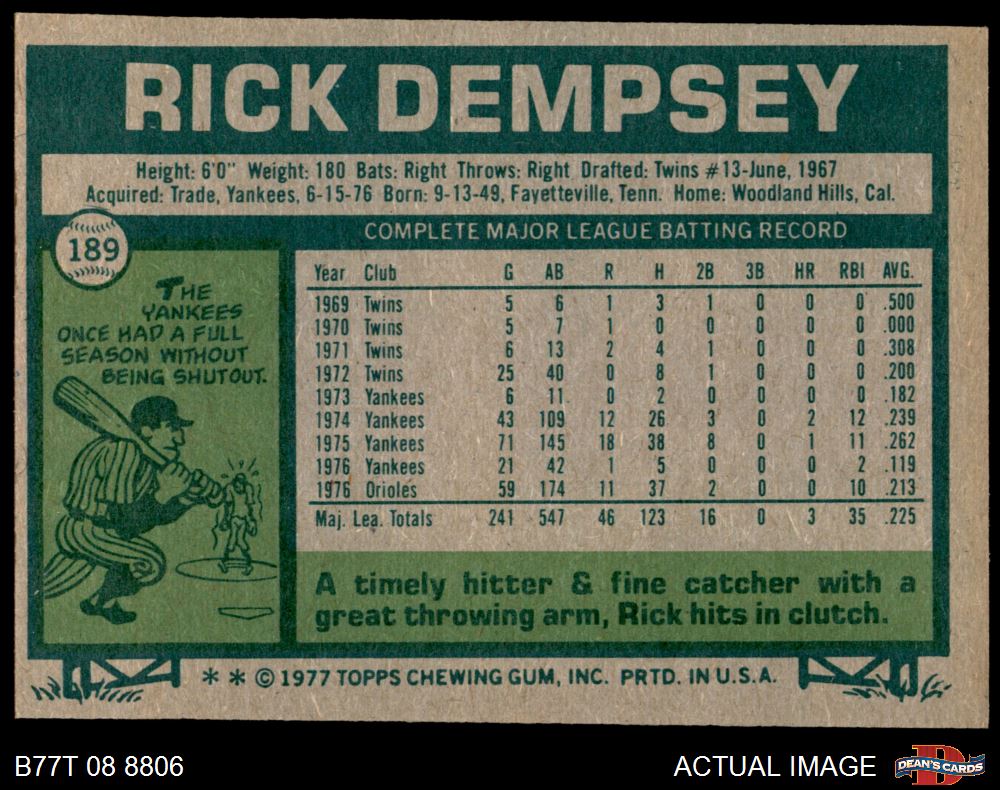 RICK DEMPSEY
Height: 6'0" Weight: 180 Bats: Right Throws: Right Drafted: Twins #13-June, 1967
Acquired: Trade, Yankees, 6-15-76 Born: 9-13-49, Fayetteville, Tenn. Home: Woodland Hills, Cal.
189
THE
YANKEES
ONCE HAD A FULL
SEASON WITHOUT
BEING SHUTOUT.
COMPLETE MAJOR LEAGUE BATTING RECORD
Year Club G AB R H 2B 3B HR RBI AVG.
1969 Twins 5 6 1 3 1 0 0 0 .500
1970 Twins 5 7 1 0 0 0 0 0 .000
1971 Twins 6 13 2 4 1 0 0 0 .308
1972 Twins 25 40 0 8 1 0 0 0 .200
1973 Yankees 6 11 0 2 0 0 0 0 .182
1974 Yankees 43 109 12 26 3 0 2 12 .239
1975 Yankees 71 145 18 38 8 0 1 11 .262
1976 Yankees 21 42 1 5 0 0 0 2 .119
1976 Orioles 59 174 11 37 2 0 0 10 .213
Maj. Lea. Totals 241 547 46 123 16 0 3 35 .225
A timely hitter & fine catcher with a
great throwing arm, Rick hits in clutch.
* * © 1977 TOPPS CHEWING GUM, INC. PRTD. IN U.S.A.
B77T 08 8806
ACTUAL IMAGE
DEAN'S CARDS